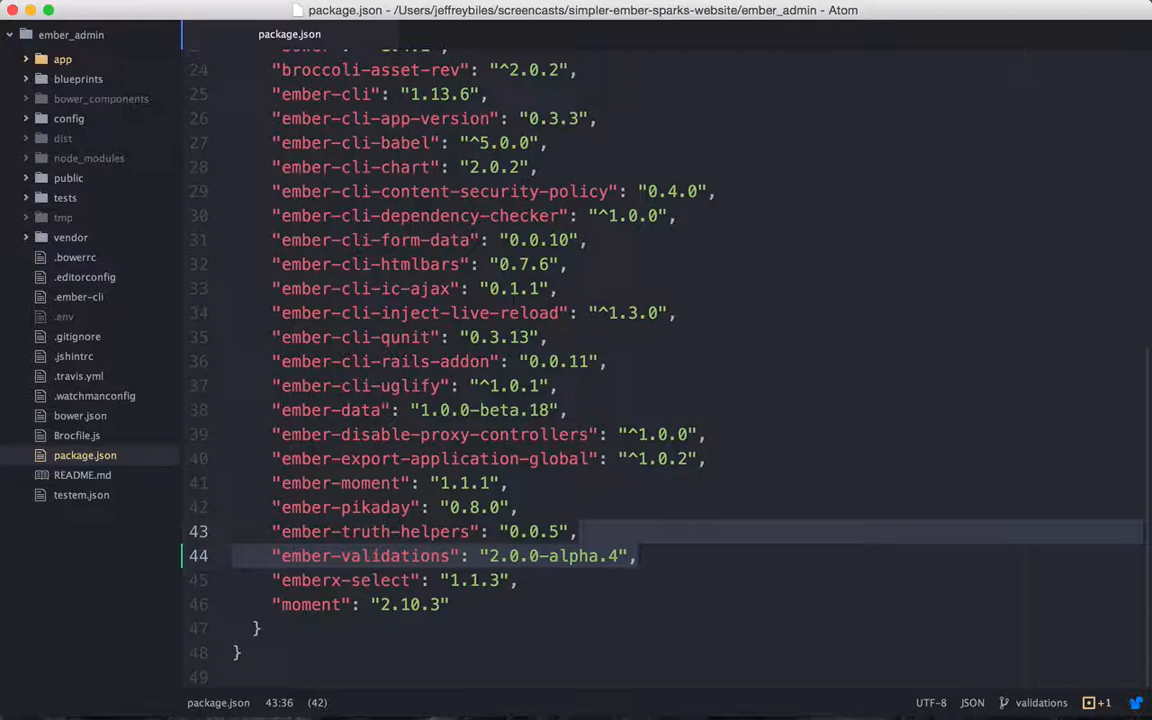 package.json - /Users/jeffreybiles/screencasts/simpler-ember-sparks-website/ember_admin - Atom
ember_admin
app
blueprints
bower_components
config
dist
node_modules
public
tests
tmp
vendor
.bowerrc
.editorconfig
.ember-cli
.env
.gitignore
.jshintrc
.travis.yml
.watchmanconfig
bower.json
Brocfile.js
package.json
README.md
testem.json
package.json
24 "broccoli-asset-rev": "^2.0.2",
25 "ember-cli": "1.13.6",
26 "ember-cli-app-version": "0.3.3",
27 "ember-cli-babel": "^5.0.0",
28 "ember-cli-chart": "2.0.2",
29 "ember-cli-content-security-policy": "0.4.0",
30 "ember-cli-dependency-checker": "^1.0.0",
31 "ember-cli-form-data": "0.0.10",
32 "ember-cli-htmlbars": "0.7.6",
33 "ember-cli-ic-ajax": "0.1.1",
34 "ember-cli-inject-live-reload": "^1.3.0",
35 "ember-cli-qunit": "0.3.13",
36 "ember-cli-rails-addon": "0.0.11",
37 "ember-cli-uglify": "^1.0.1",
38 "ember-data": "1.0.0-beta.18",
39 "ember-disable-proxy-controllers": "^1.0.0",
40 "ember-export-application-global": "^1.0.2",
41 "ember-moment": "1.1.1",
42 "ember-pikaday": "0.8.0",
43 "ember-truth-helpers": "0.0.5",
44 "ember-validations": "2.0.0-alpha.4",
45 "emberx-select": "1.1.3",
46 "moment": "2.10.3"
47 }
48 }
49
package.json 43:36 (42) UTF-8 JSON validations +1